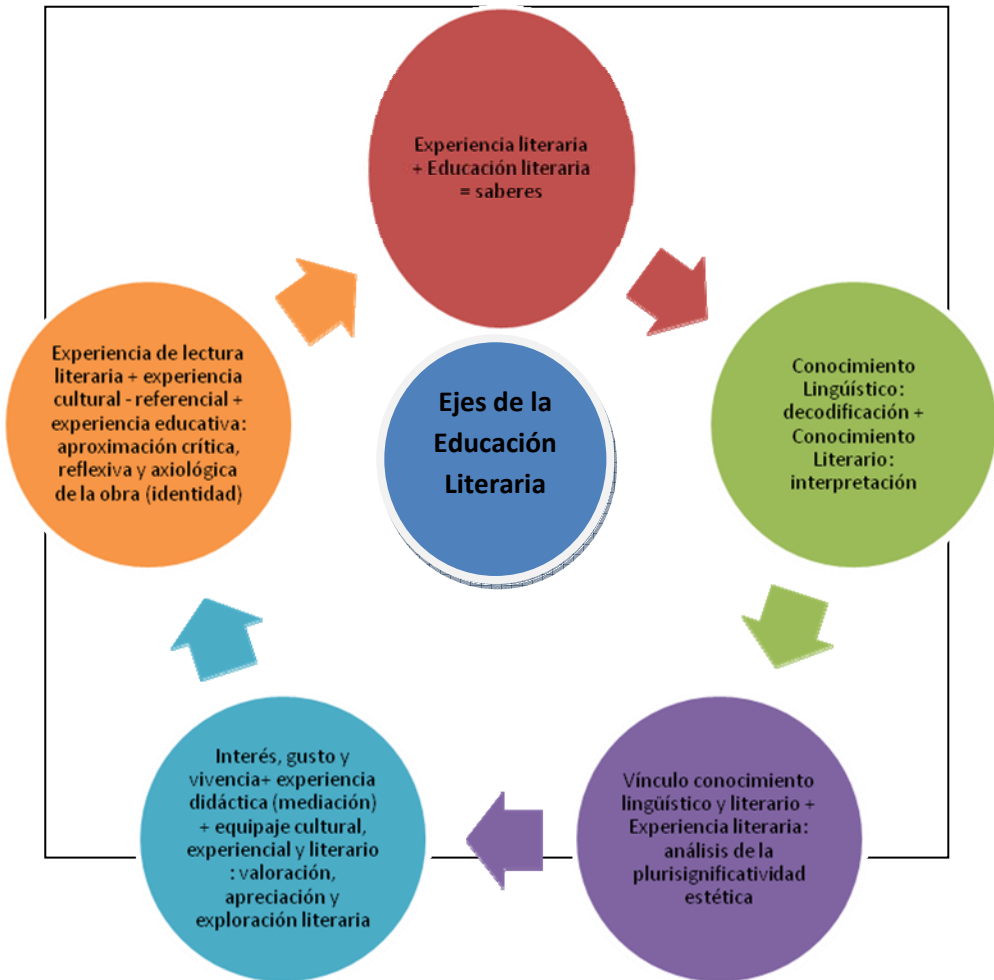 Experiencia literaria
+ Educación literaria
= saberes
Conocimiento
Lingüístico:
decodificación +
Conocimiento
Literario:
interpretación
Vínculo conocimiento
lingüístico y literario +
Experiencia literaria:
análisis de la
plurisignificatividad
estética
Interés, gusto y
vivencia+ experiencia
didáctica (mediación)
+ equipaje cultural,
experiencial y literario
: valoración,
apreciación y
exploración literaria
Experiencia de lectura
literaria + experiencia
cultural - referencial +
experiencia educativa:
aproximación crítica,
reflexiva y axiológica
de la obra (identidad)
Ejes de la
Educación
Literaria